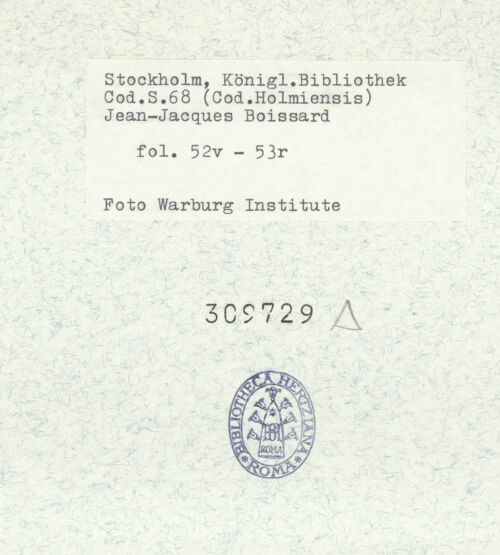 Stockholm, Königl.Bibliothek
Cod.S.68 (Cod.Holmiensis)
Jean-Jacques Boissard
fol. 52v - 53r
Foto Warburg Institute
309729 Δ
BIBLIOTHECA HERTZIANA
ROMA
* ROMA *